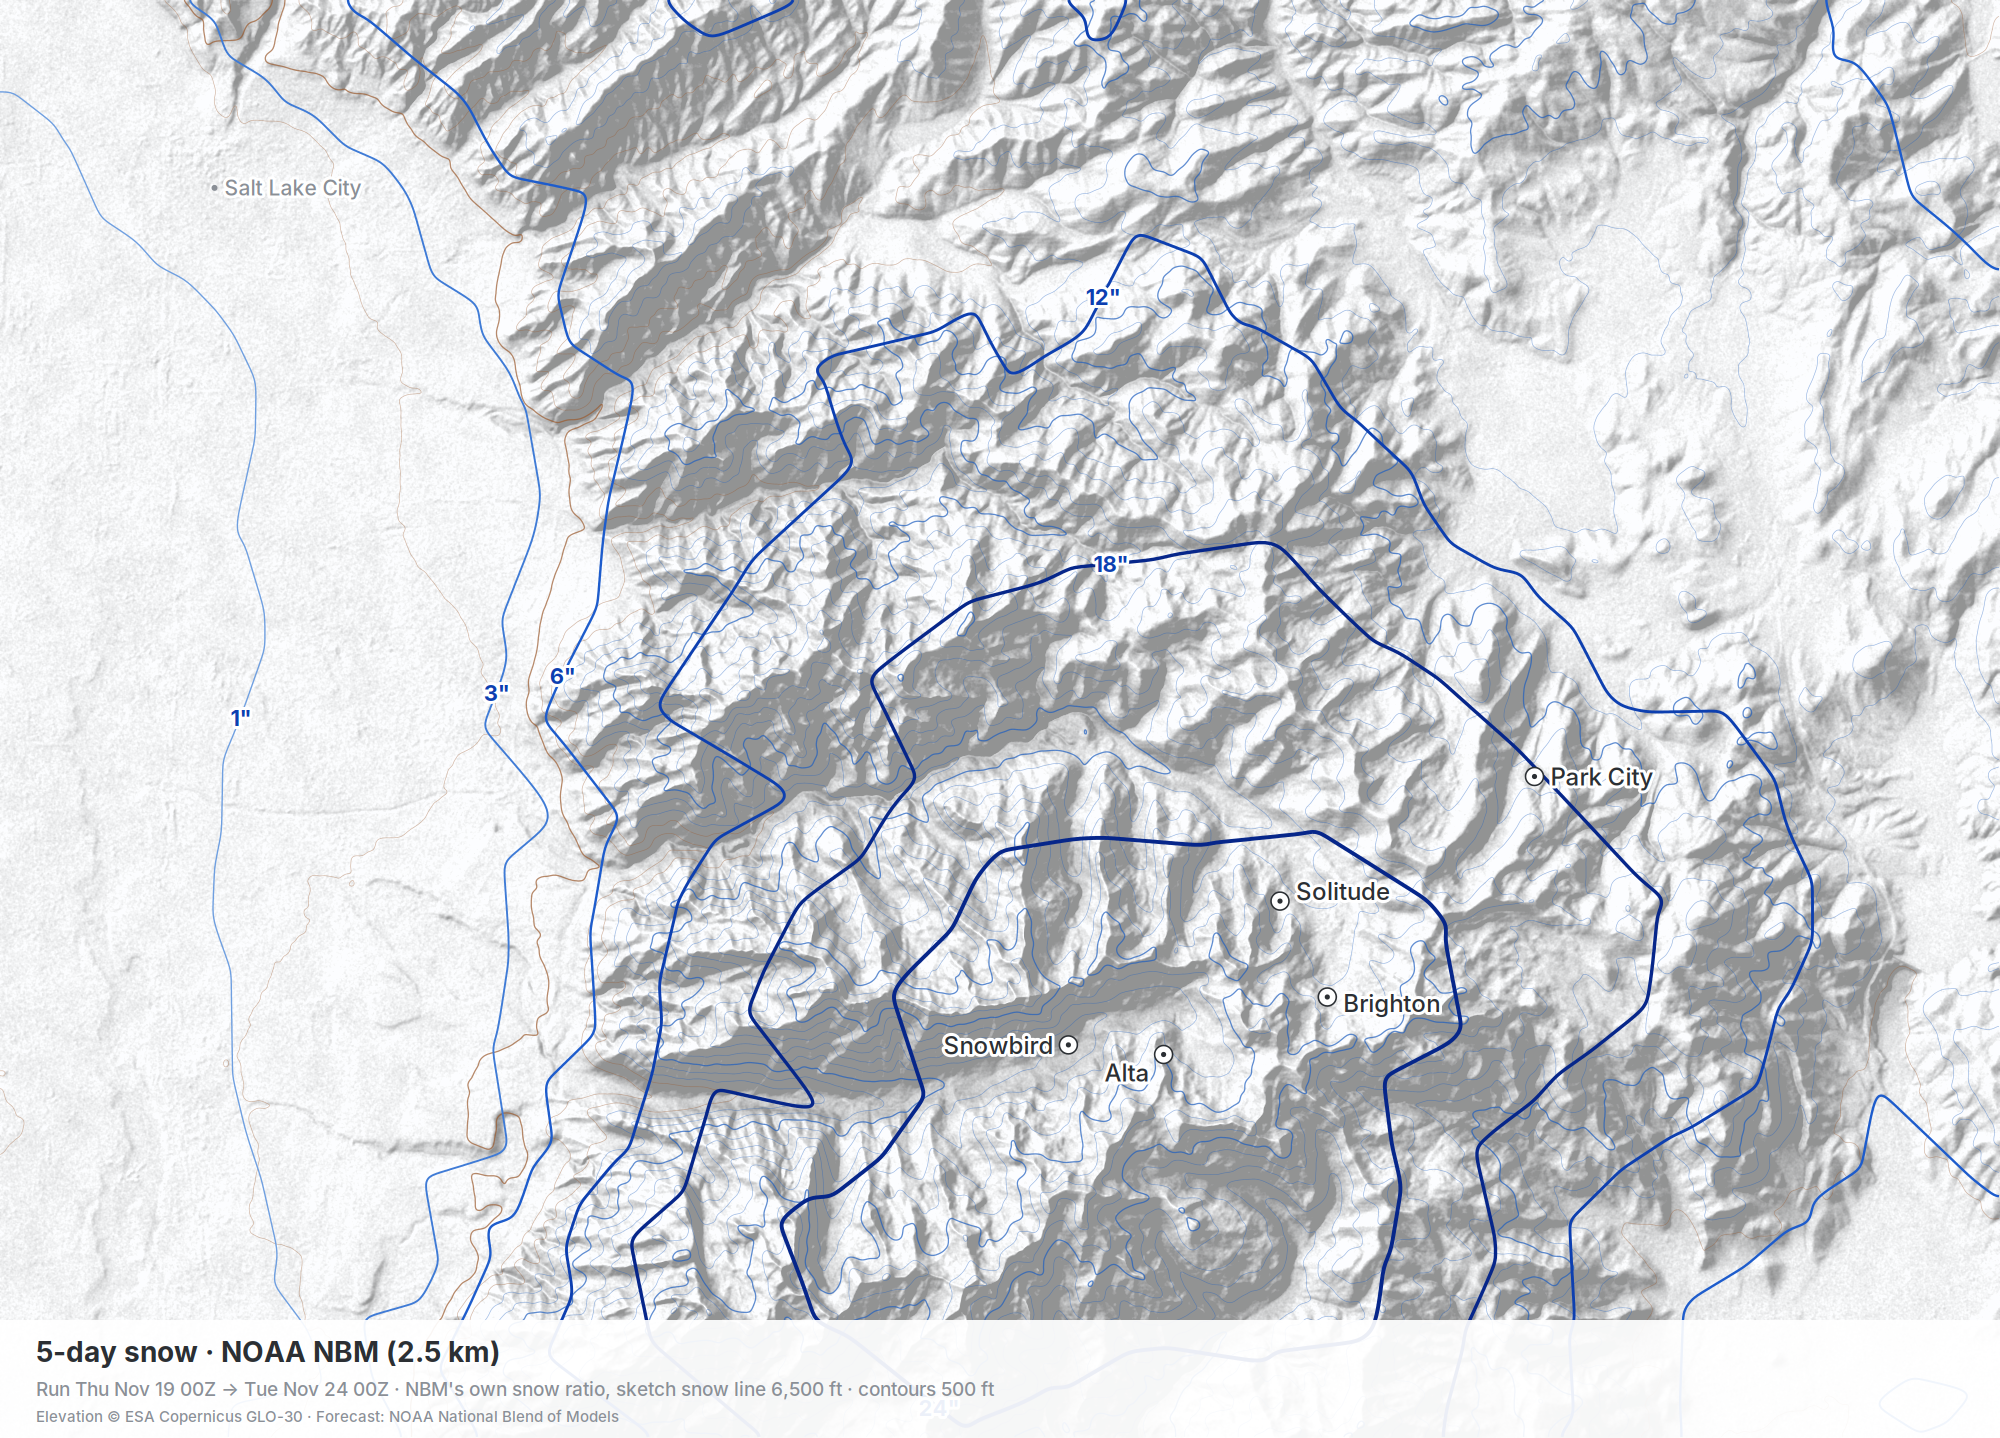 • Salt Lake City
12"
18"
6"
3"
1"
Park City
Solitude
Brighton
Snowbird
Alta
5-day snow · NOAA NBM (2.5 km)
Run Thu Nov 19 00Z → Tue Nov 24 00Z · NBM's own snow ratio, sketch snow line 6,500 ft · contours 500 ft
24"
Elevation © ESA Copernicus GLO-30 · Forecast: NOAA National Blend of Models